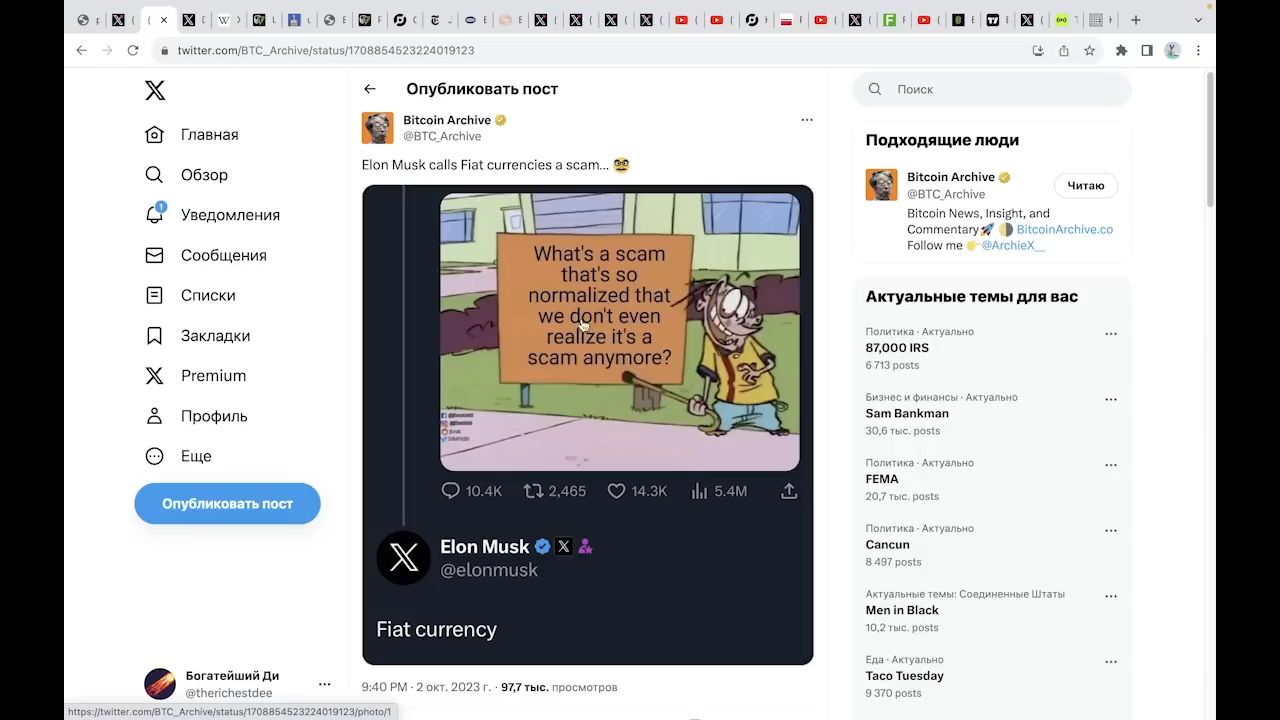 twitter.com/BTC_Archive/status/1708854523224019123
Главная
Обзор
1
Уведомления
Сообщения
Списки
Закладки
Premium
Профиль
Еще
Опубликовать пост
Богатейший Ди
@therichestdee
https://twitter.com/BTC_Archive/status/1708854523224019123/photo/1
Опубликовать пост
Bitcoin Archive
@BTC_Archive
Elon Musk calls Fiat currencies a scam...
What's a scam
that's so
normalized that
we don't even
realize it's a
scam anymore?
10.4K 2,465 14.3K 5.4M
Elon Musk
@elonmusk
Fiat currency
9:40 PM · 2 окт. 2023 г. · 97,7 тыс. просмотров
Поиск
Подходящие люди
Bitcoin Archive
@BTC_Archive
Читаю
Bitcoin News, Insight, and
Commentary BitcoinArchive.co
Follow me @ArchieX__
Актуальные темы для вас
Политика · Актуально
87,000 IRS
6 713 posts
Бизнес и финансы · Актуально
Sam Bankman
30,6 тыс. posts
Политика · Актуально
FEMA
20,7 тыс. posts
Политика · Актуально
Cancun
8 497 posts
Актуальные темы: Соединенные Штаты
Men in Black
10,2 тыс. posts
Еда · Актуально
Taco Tuesday
9 370 posts